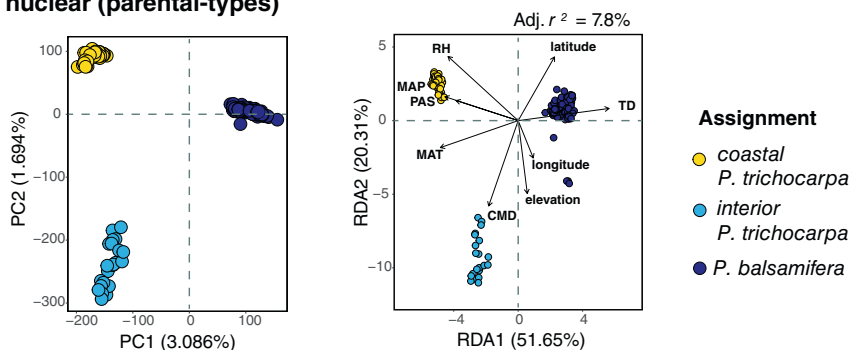 nuclear (parental-types)
100
0
−100
−200
−300
PC2 (1.694%)
−200
−100
0
100
PC1 (3.086%)
Adj. r ² = 7.8%
5
0
−5
−10
RDA2 (20.31%)
RH
latitude
MAP
PAS
TD
MAT
longitude
elevation
CMD
−4
0
4
RDA1 (51.65%)
Assignment
coastal
P. trichocarpa
interior
P. trichocarpa
P. balsamifera